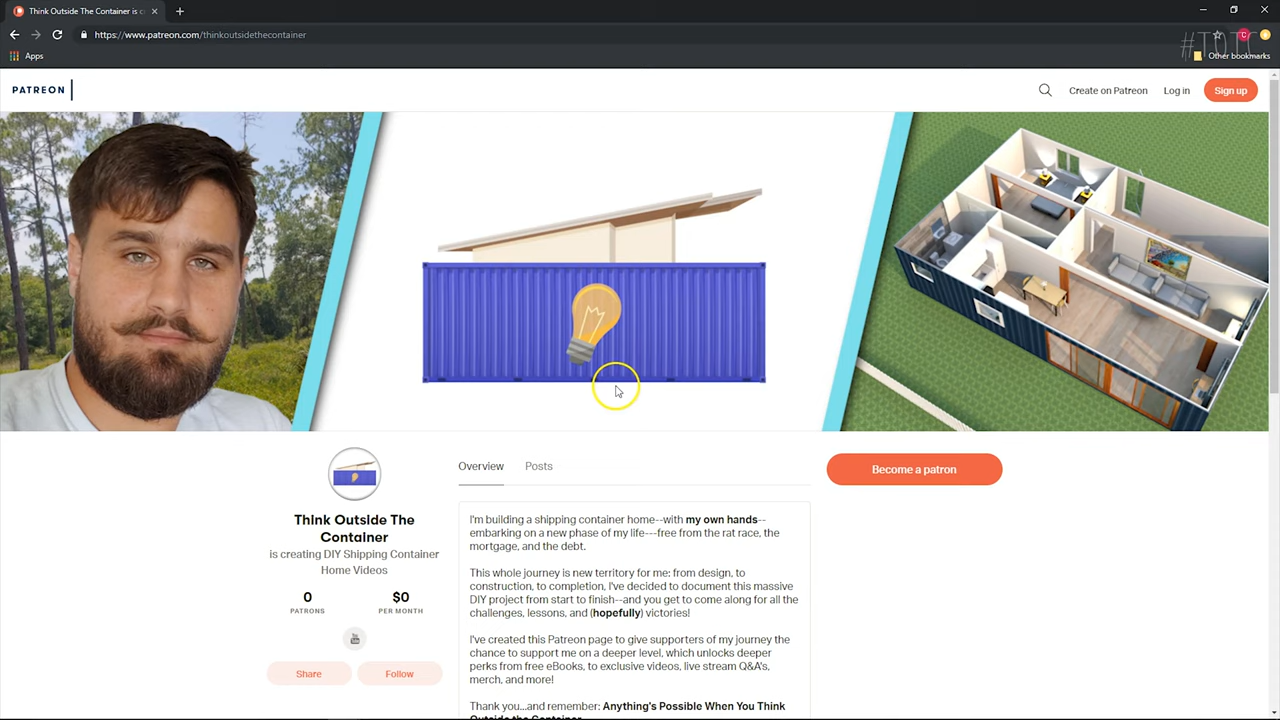 Think Outside The Container is c
https://www.patreon.com/thinkoutsidethecontainer
#TOTC
Apps
Other bookmarks
PATREON
Create on Patreon
Log in
Sign up
Overview
Posts
Become a patron
Think Outside The
Container
is creating DIY Shipping Container
Home Videos
0
$0
PATRONS
PER MONTH
You
Share
Follow
I'm building a shipping container home--with my own hands--
embarking on a new phase of my life---free from the rat race, the
mortgage, and the debt.
This whole journey is new territory for me; from design, to
construction, to completion, I've decided to document this massive
DIY project from start to finish--and you get to come along for all the
challenges, lessons, and (hopefully) victories!
I've created this Patreon page to give supporters of my journey the
chance to support me on a deeper level, which unlocks deeper
perks from free eBooks, to exclusive videos, live stream Q&A's,
merch, and more!
Thank you...and remember: Anything's Possible When You Think
Outside the Container